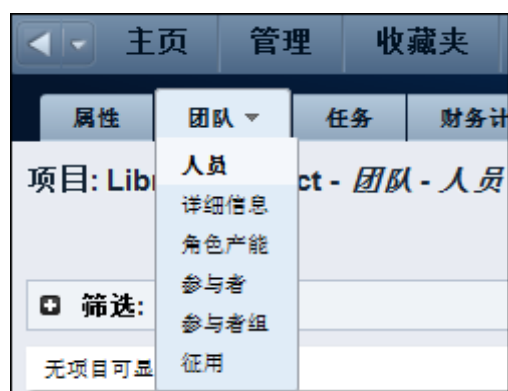 主页 管理 收藏夹
属性 团队 任务 财务计
人员
项目: Lib ct - 团队 - 人员
详细信息
角色产能
参与者
筛选:
参与者组
无项目可显
征用